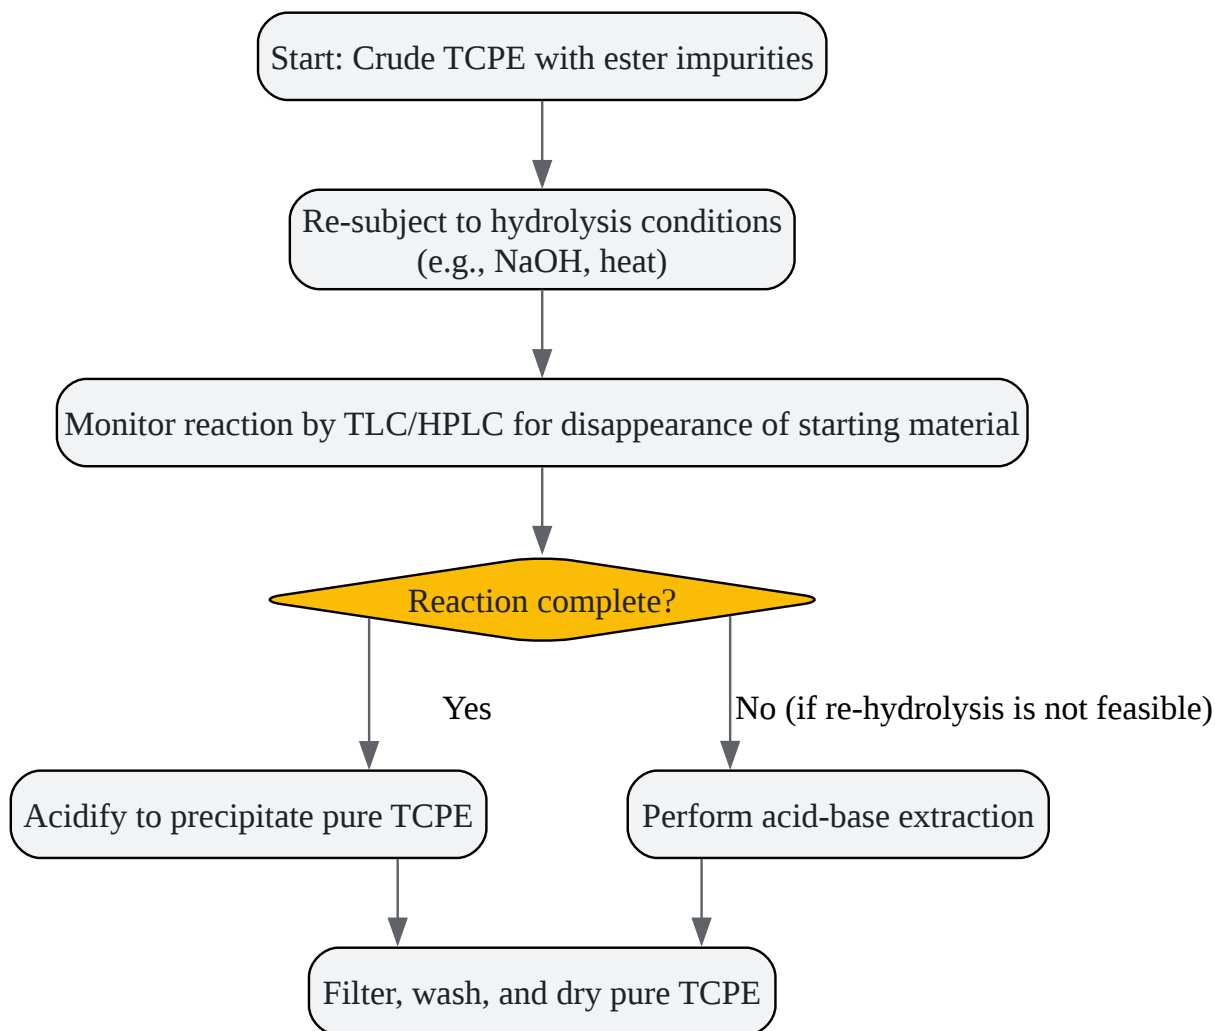 Start: Crude TCPE with ester impurities
Re-subject to hydrolysis conditions
(e.g., NaOH, heat)
Monitor reaction by TLC/HPLC for disappearance of starting material
Reaction complete?
Yes
No (if re-hydrolysis is not feasible)
Acidify to precipitate pure TCPE
Perform acid-base extraction
Filter, wash, and dry pure TCPE